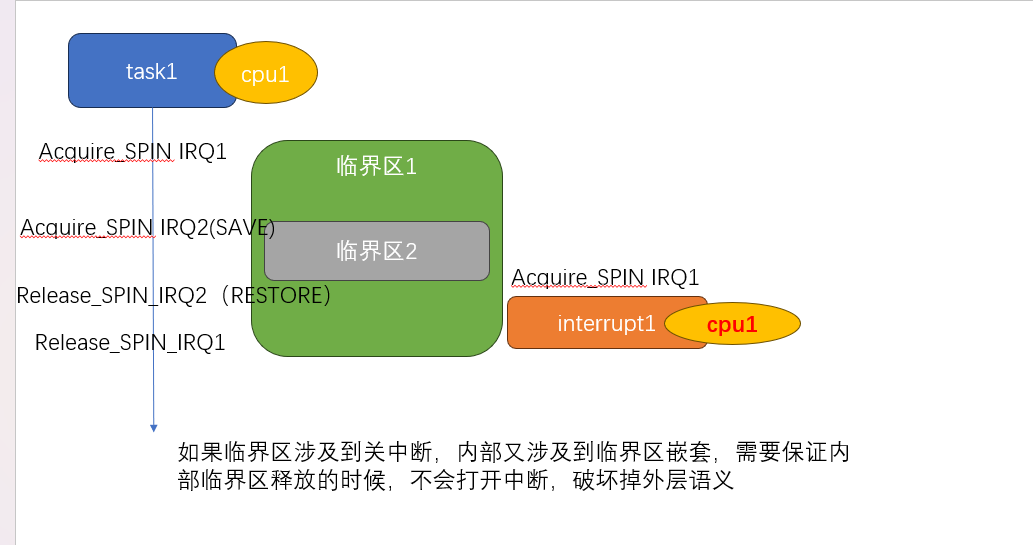 task1
cpu1
Acquire_SPIN IRQ1
临界区1
Acquire_SPIN IRQ2(SAVE)
临界区2
Acquire_SPIN IRQ1
Release_SPIN_IRQ2（RESTORE）
interrupt1
cpu1
Release_SPIN_IRQ1
如果临界区涉及到关中断，内部又涉及到临界区嵌套，需要保证内
部临界区释放的时候，不会打开中断，破坏掉外层语义